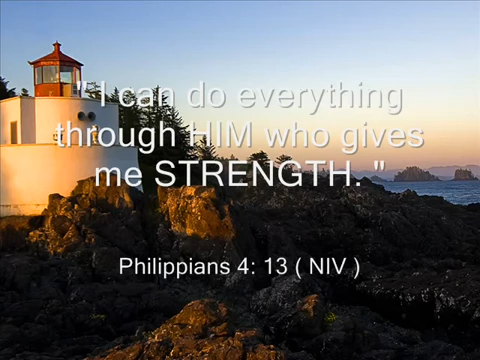 " I can do everything
through HIM who gives
me STRENGTH. "
Philippians 4: 13 ( NIV )